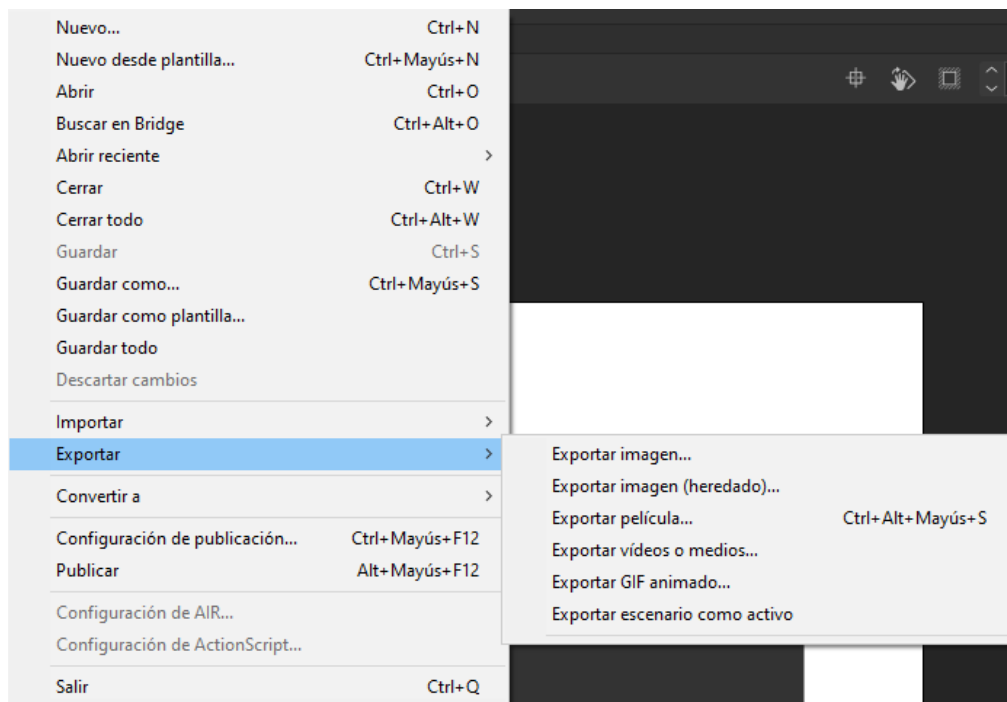 Nuevo... Ctrl+N
Nuevo desde plantilla... Ctrl+Mayús+N
Abrir Ctrl+O
Buscar en Bridge Ctrl+Alt+O
Abrir reciente
Cerrar Ctrl+W
Cerrar todo Ctrl+Alt+W
Guardar Ctrl+S
Guardar como... Ctrl+Mayús+S
Guardar como plantilla...
Guardar todo
Descartar cambios
Importar
Exportar
Convertir a
Configuración de publicación... Ctrl+Mayús+F12
Publicar Alt+Mayús+F12
Configuración de AIR...
Configuración de ActionScript...
Salir Ctrl+Q
Exportar imagen...
Exportar imagen (heredado)...
Exportar película... Ctrl+Alt+Mayús+S
Exportar vídeos o medios...
Exportar GIF animado...
Exportar escenario como activo